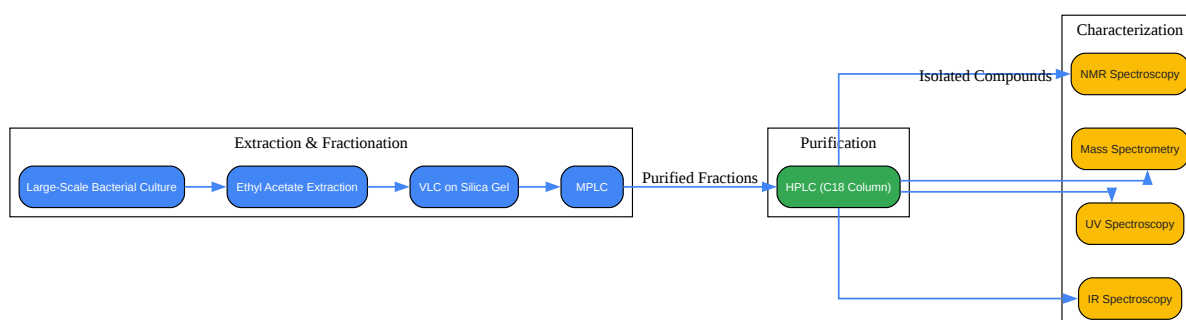 Extraction & Fractionation
Large-Scale Bacterial Culture
Ethyl Acetate Extraction
VLC on Silica Gel
MPLC
Purified Fractions
Purification
HPLC (C18 Column)
Isolated Compounds
Characterization
NMR Spectroscopy
Mass Spectrometry
UV Spectroscopy
IR Spectroscopy